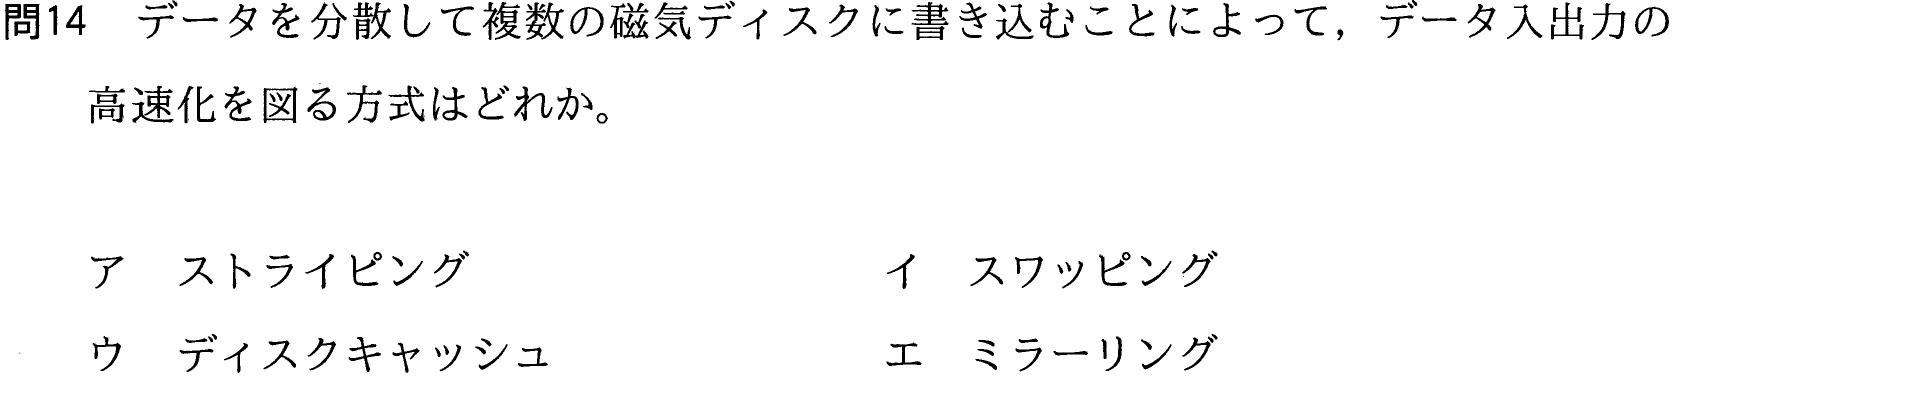 問14 データを分散して複数の磁気ディスクに書き込むことによって，データ入出力の
高速化を図る方式はどれか。
ア ストライピング イ スワッピング
ウ ディスクキャッシュ エ ミラーリング